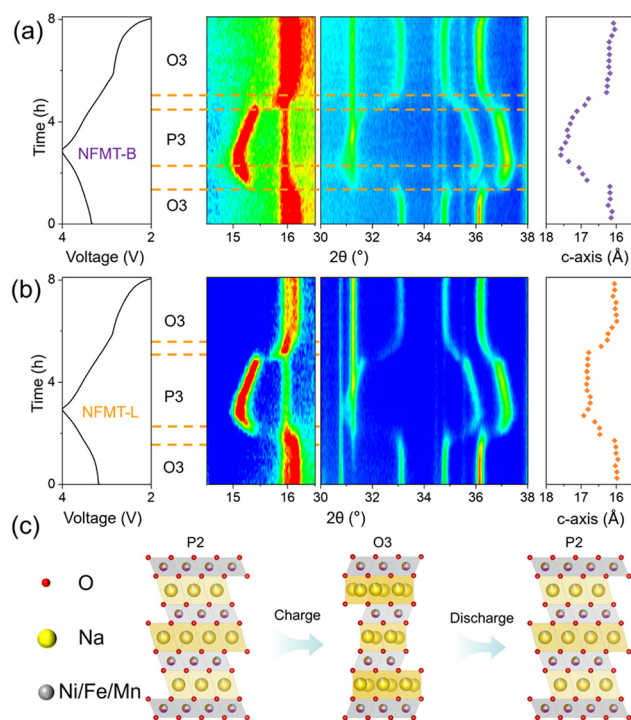 (a)
8
4
0
Time (h)
NFMT-B
4
2
Voltage (V)
O3
P3
O3
15
16
30
32
34
36
38
2θ (°)
18
17
16
c-axis (Å)
(b)
8
4
0
Time (h)
NFMT-L
4
2
Voltage (V)
O3
P3
O3
15
16
30
32
34
36
38
2θ (°)
18
17
16
c-axis (Å)
(c)
P2
O3
P2
O
Na
Ni/Fe/Mn
Charge
Discharge